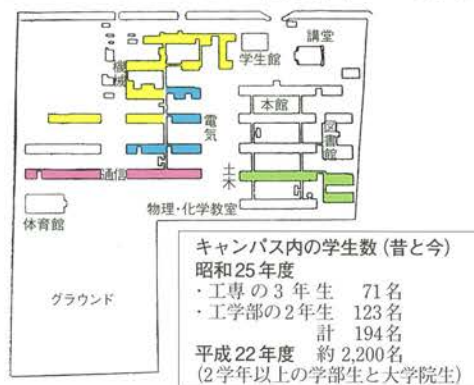 講堂
学生館
機械
本館
電気
図書館
土木
通信
物理・化学教室
体育館
グラウンド
キャンパス内の学生数(昔と今)
昭和25年度
・工専の3年生 71名
・工学部の2年生 123名
計 194名
平成22年度 約2,200名
(2学年以上の学部生と大学院生)